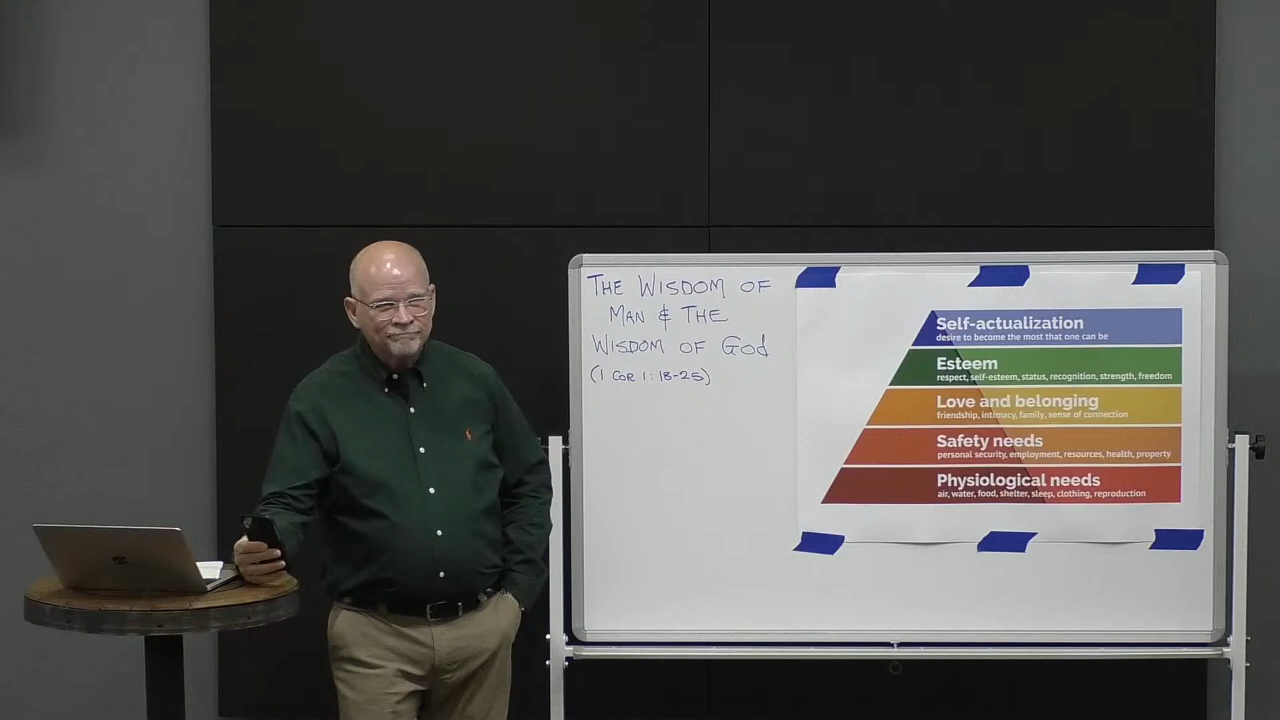 THE WISDOM OF
MAN & THE
WISDOM OF GOD
(1 COR 1:18-25)
Self-actualization
desire to become the most that one can be
Esteem
respect, self-esteem, status, recognition, strength, freedom
Love and belonging
friendship, intimacy, family, sense of connection
Safety needs
personal security, employment, resources, health, property
Physiological needs
air, water, food, shelter, sleep, clothing, reproduction